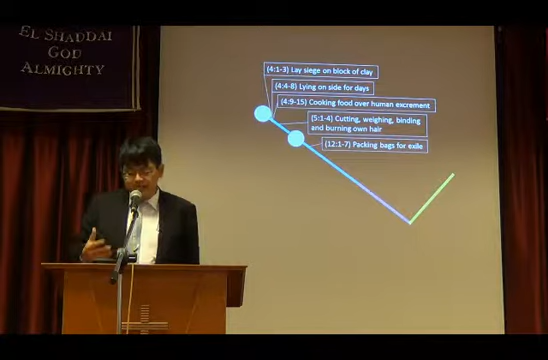 EL SHADDAI
GOD
ALMIGHTY
(4:1-3) Lay siege on block of clay
(4:4-8) Lying on side for days
(4:9-15) Cooking food over human excrement
(5:1-4) Cutting, weighing, binding
and burning own hair
(12:1-7) Packing bags for exile